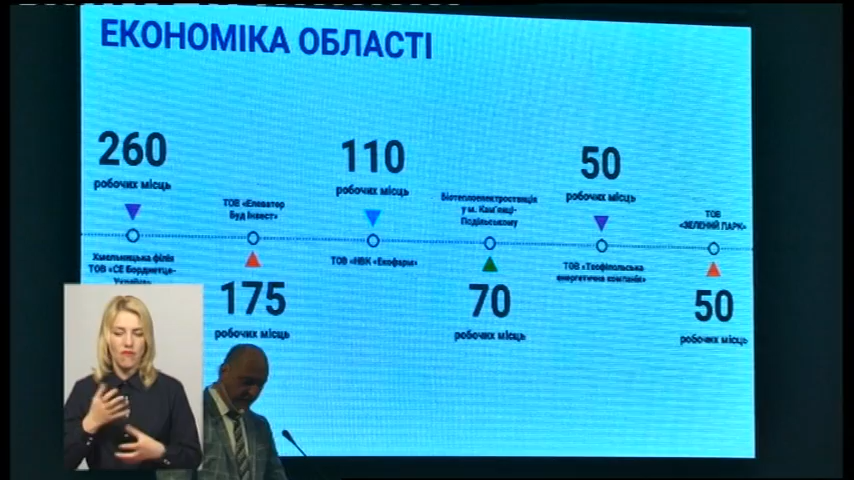 ЕКОНОМІКА ОБЛАСТІ
260
робочих місць
Хмельницька філія
ТОВ «СЕ Борднетце-
Україна»
ТОВ «Елеватор
Буд Інвест»
175
робочих місць
110
робочих місць
ТОВ «НВК «Екофарм»
Біотеплоелектростанція
у м. Кам'янці-
Подільському
70
робочих місць
50
робочих місць
ТОВ «Теофіпольська
енергетична компанія»
ТОВ
«ЗЕЛЕНИЙ ПАРК»
50
робочих місць